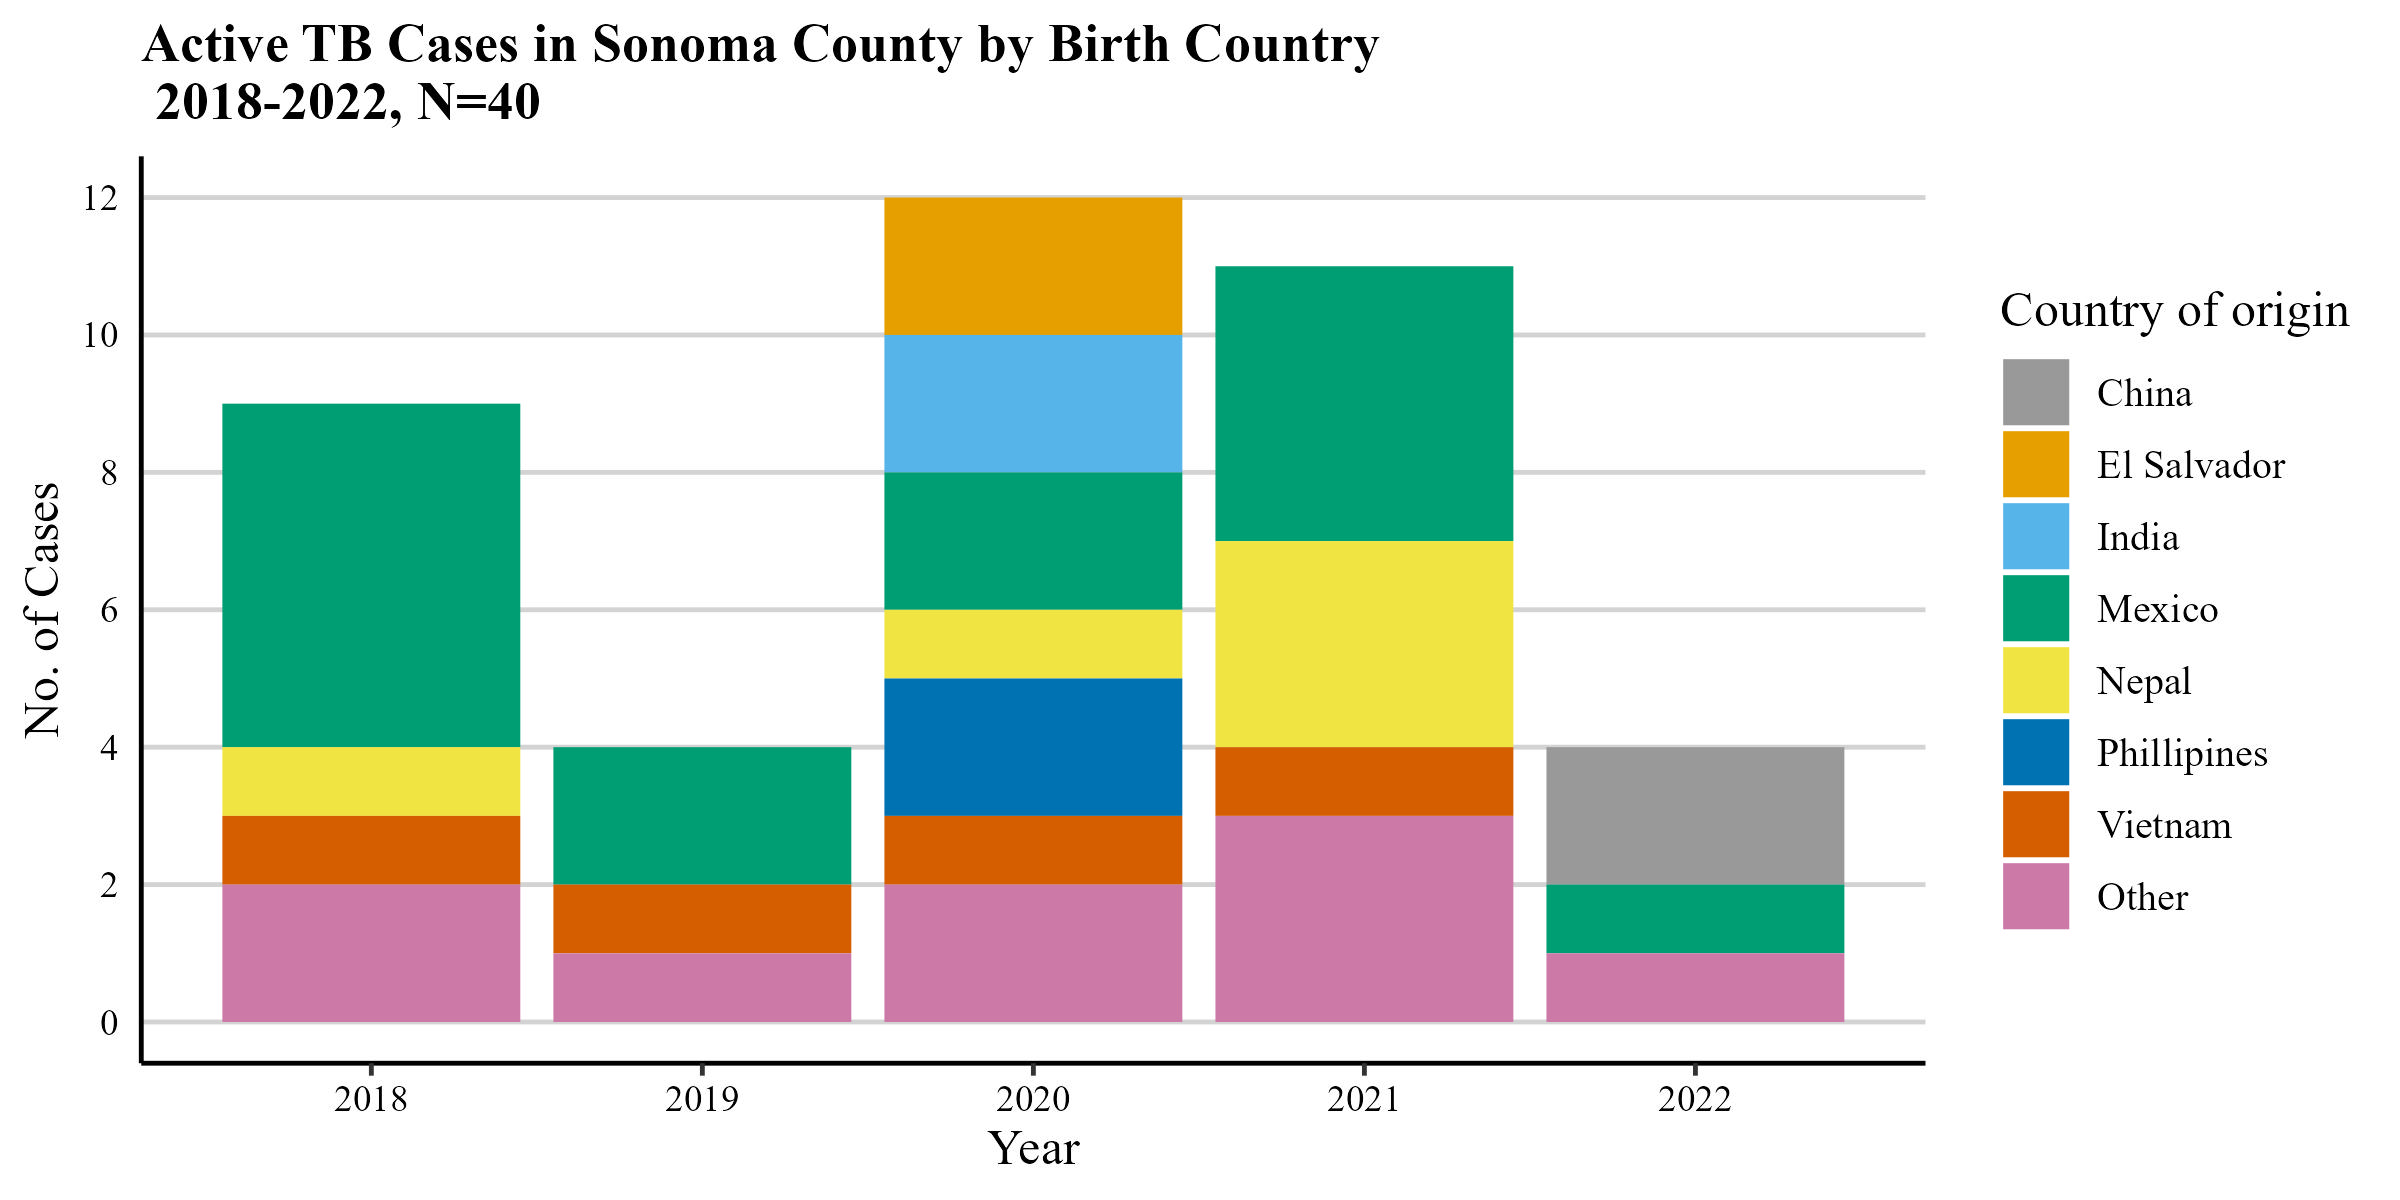 Active TB Cases in Sonoma County by Birth Country
2018-2022, N=40
12
10
8
6
4
2
0
No. of Cases
2018
2019
2020
2021
2022
Year
Country of origin
China
El Salvador
India
Mexico
Nepal
Phillipines
Vietnam
Other